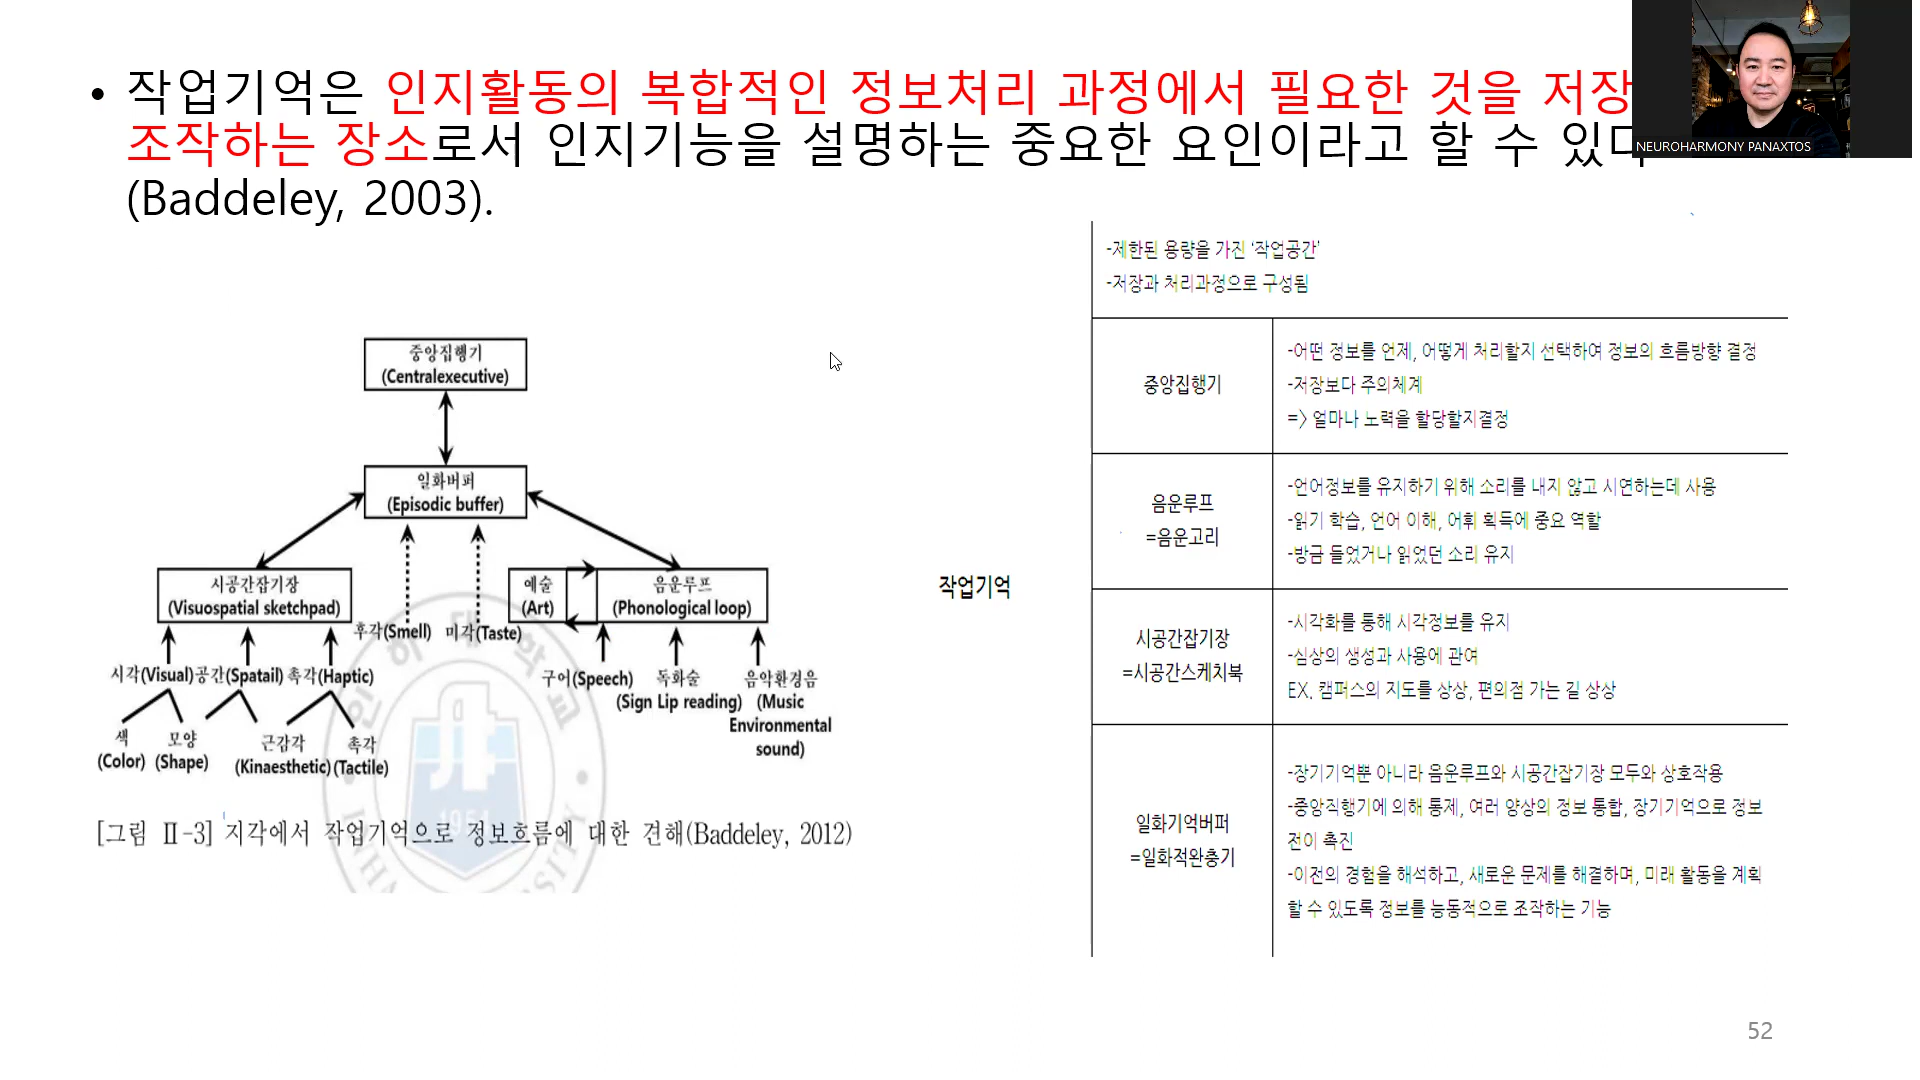 • 작업기억은 인지활동의 복합적인 정보처리 과정에서 필요한 것을 저장
조작하는 장소로서 인지기능을 설명하는 중요한 요인이라고 할 수 있다
(Baddeley, 2003).
NEUROHARMONY PANAXTOS
중앙집행기
(Centralexecutive)
일화버퍼
(Episodic buffer)
시공간잡기장
(Visuospatial sketchpad)
예술
(Art)
음운루프
(Phonological loop)
후각(Smell)
미각(Taste)
시각(Visual)
공간(Spatail)
촉각(Haptic)
구어(Speech)
독화술
(Sign Lip reading)
음악환경음
(Music
Environmental
sound)
색
(Color)
모양
(Shape)
근감각
(Kinaesthetic)
촉각
(Tactile)
1954
[그림 Ⅱ-3] 지각에서 작업기억으로 정보흐름에 대한 견해(Baddeley, 2012)
작업기억
-제한된 용량을 가진 '작업공간'
-저장과 처리과정으로 구성됨
중앙집행기
-어떤 정보를 언제, 어떻게 처리할지 선택하여 정보의 흐름방향 결정
-저장보다 주의체계
=> 얼마나 노력을 할당할지결정
음운루프
=음운고리
-언어정보를 유지하기 위해 소리를 내지 않고 시연하는데 사용
-읽기 학습, 언어 이해, 어휘 획득에 중요 역할
-방금 들었거나 읽었던 소리 유지
시공간잡기장
=시공간스케치북
-시각화를 통해 시각정보를 유지
-심상의 생성과 사용에 관여
EX. 캠퍼스의 지도를 상상, 편의점 가는 길 상상
일화기억버퍼
=일화적완충기
-장기기억뿐 아니라 음운루프와 시공간잡기장 모두와 상호작용
-중앙직행기에 의해 통제, 여러 양상의 정보 통합, 장기기억으로 정보
전이 촉진
-이전의 경험을 해석하고, 새로운 문제를 해결하며, 미래 활동을 계획
할 수 있도록 정보를 능동적으로 조작하는 기능
52